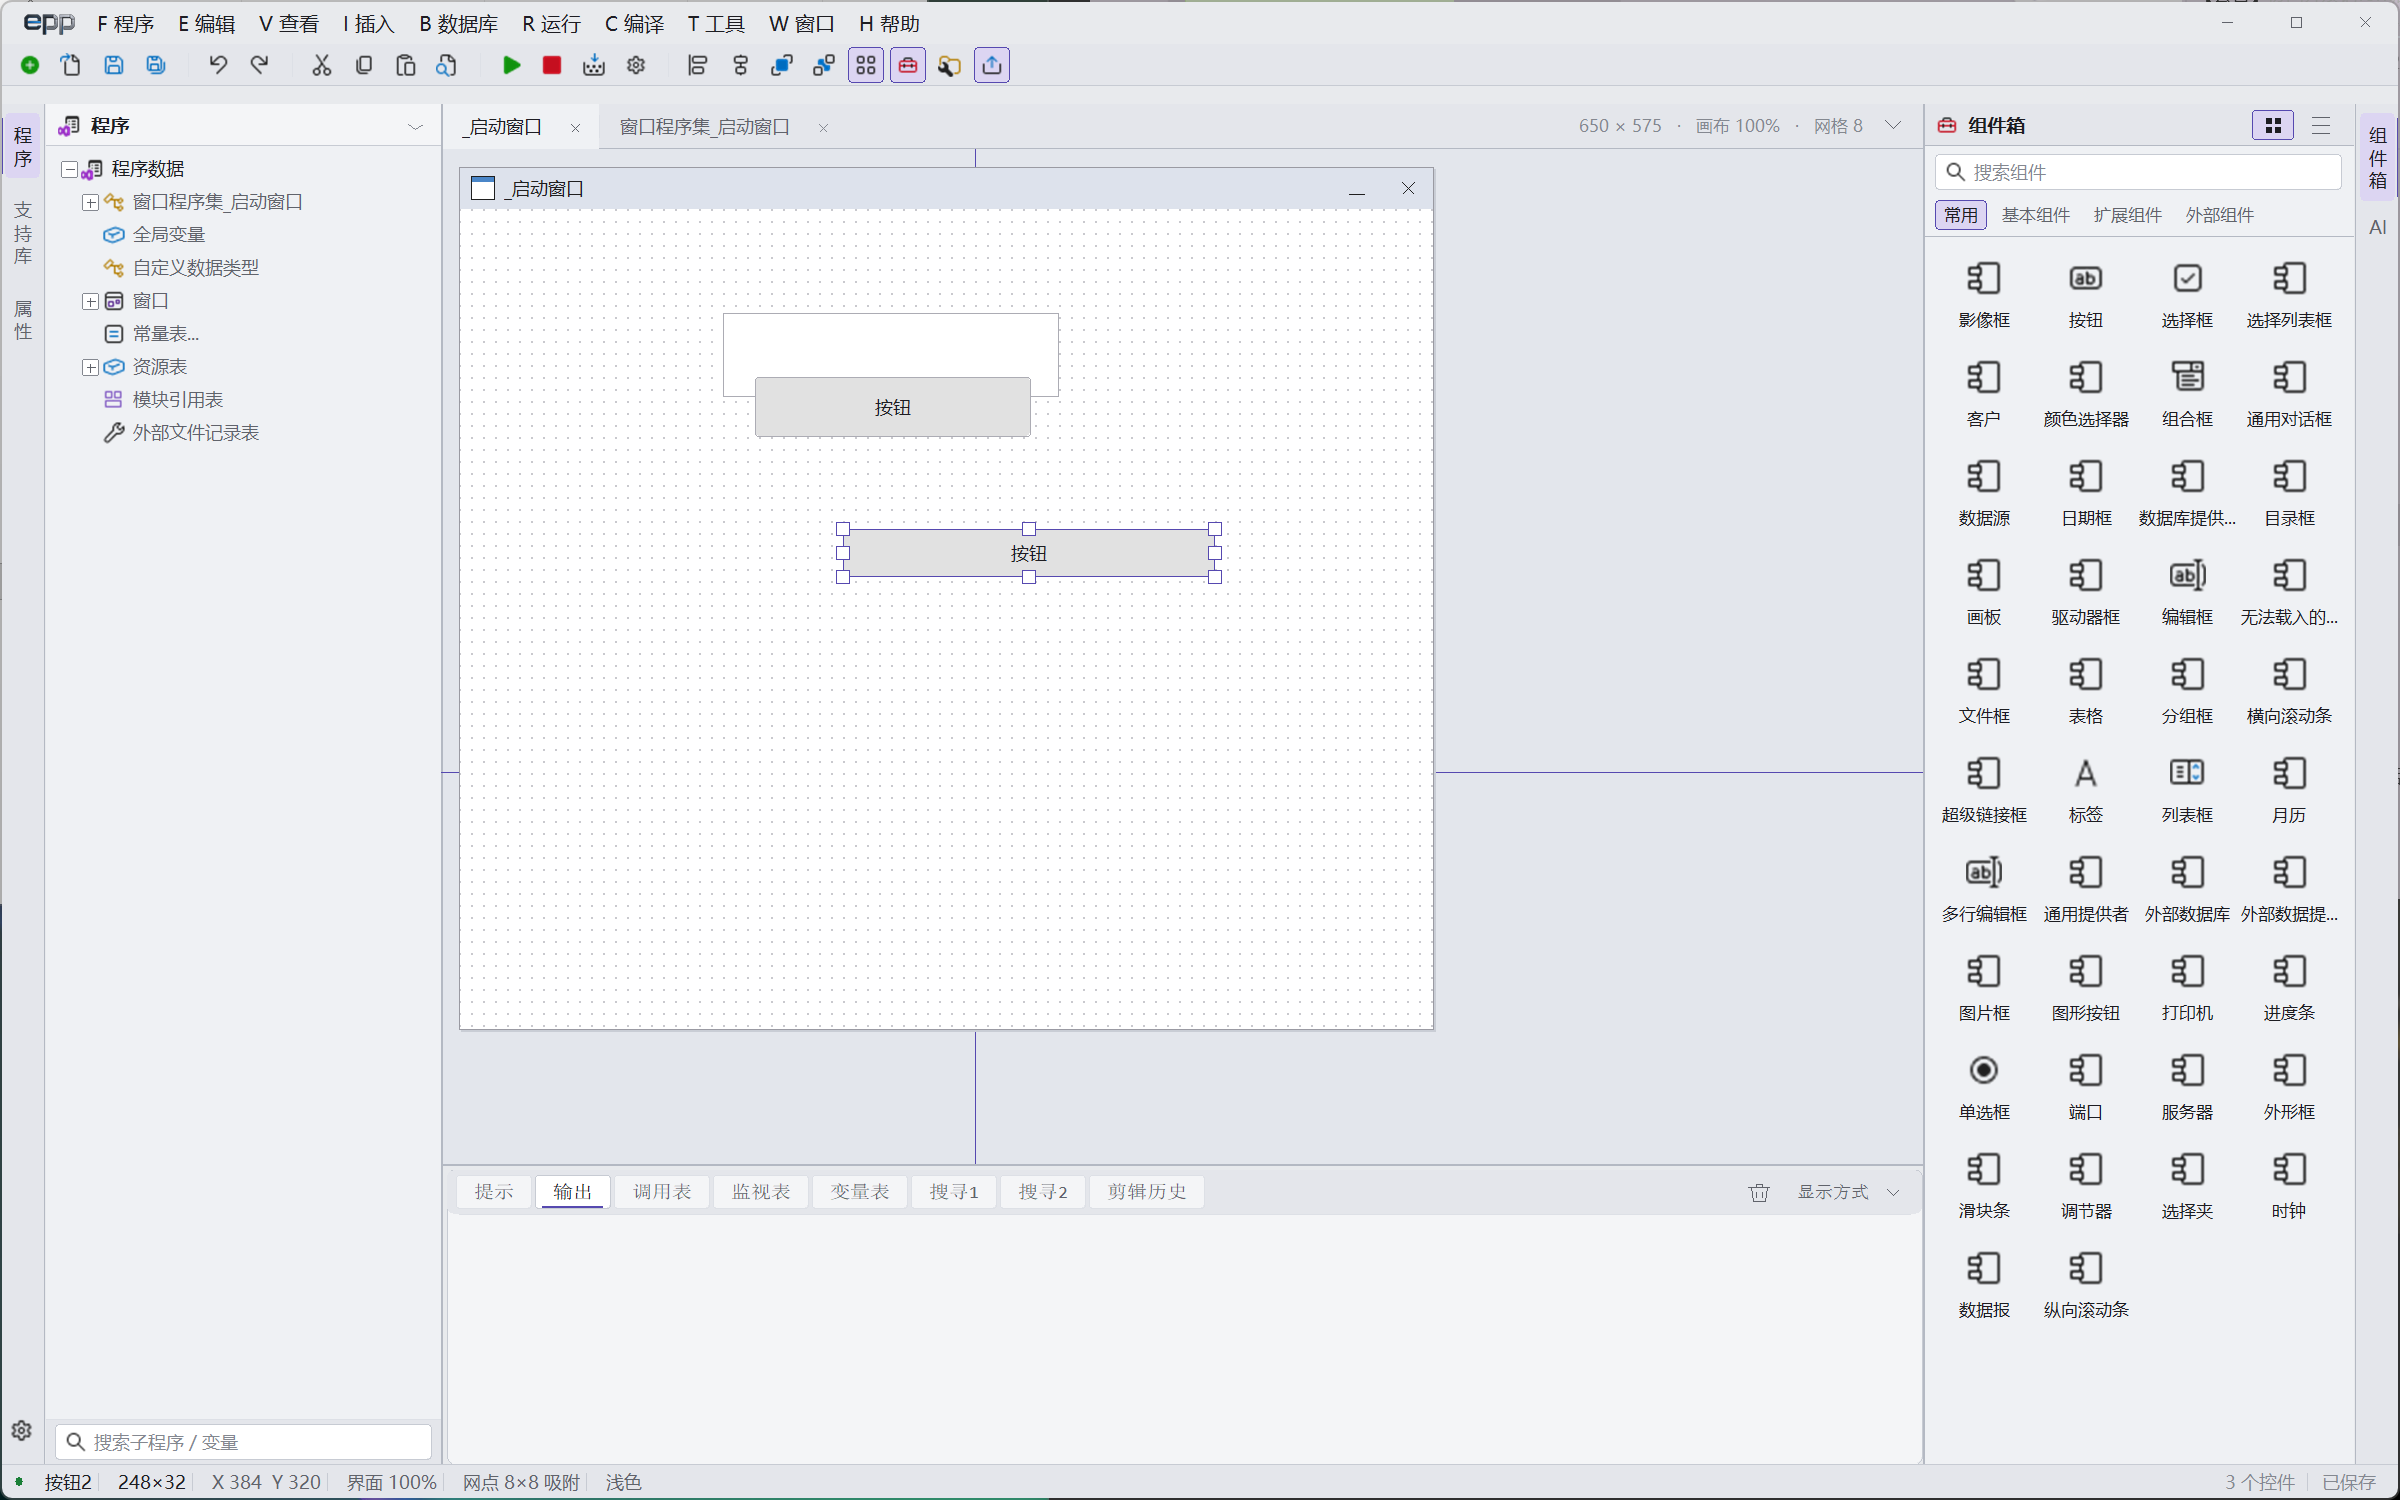 epp F 程序 E 编辑 V 查看 I 插入 B 数据库 R 运行 C 编译 T 工具 W 窗口 H 帮助
程序
支持库
属性
程序
程序数据
窗口程序集_启动窗口
全局变量
自定义数据类型
窗口
常量表...
资源表
模块引用表
外部文件记录表
搜索子程序 / 变量
_启动窗口 窗口程序集_启动窗口 650 × 575 · 画布 100% · 网格 8
_启动窗口
按钮
按钮
提示 输出 调用表 监视表 变量表 搜寻1 搜寻2 剪辑历史 显示方式
组件箱
搜索组件
常用 基本组件 扩展组件 外部组件
影像框 按钮 选择框 选择列表框
客户 颜色选择器 组合框 通用对话框
数据源 日期框 数据库提供... 目录框
画板 驱动器框 编辑框 无法载入的...
文件框 表格 分组框 横向滚动条
超级链接框 标签 列表框 月历
多行编辑框 通用提供者 外部数据库 外部数据提...
图片框 图形按钮 打印机 进度条
单选框 端口 服务器 外形框
滑块条 调节器 选择夹 时钟
数据报 纵向滚动条
组件箱
AI
按钮2 248×32 X 384 Y 320 界面 100% 网点 8×8 吸附 浅色 3 个控件 已保存